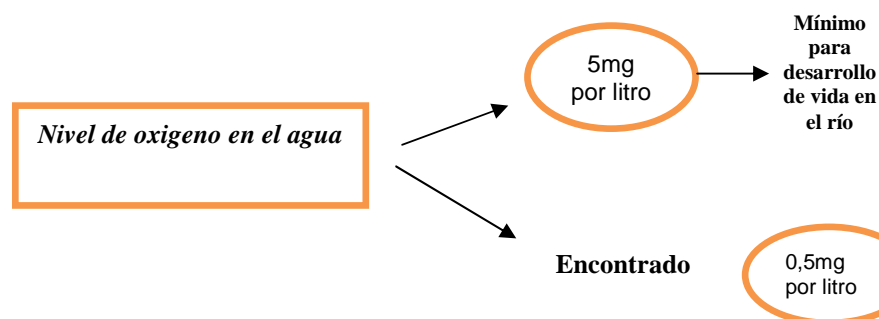 Nivel de oxigeno en el agua
5mg
por litro
Mínimo
para
desarrollo
de vida en
el río
Encontrado
0,5mg
por litro